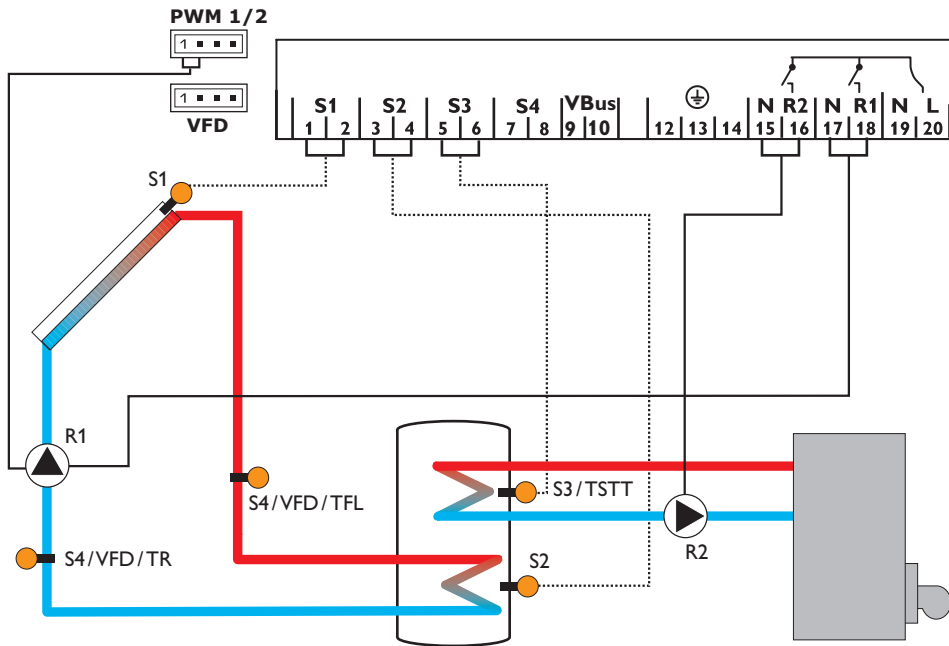 PWM 1/2
1
1
VFD
S1 S2 S3 S4 VBus N R2 N R1 N L
1 2 3 4 5 6 7 8 9 10 12 13 14 15 16 17 18 19 20
S1
R1
S4/VFD/TFL
S3/TSTT
R2
S4/VFD/TR
S2